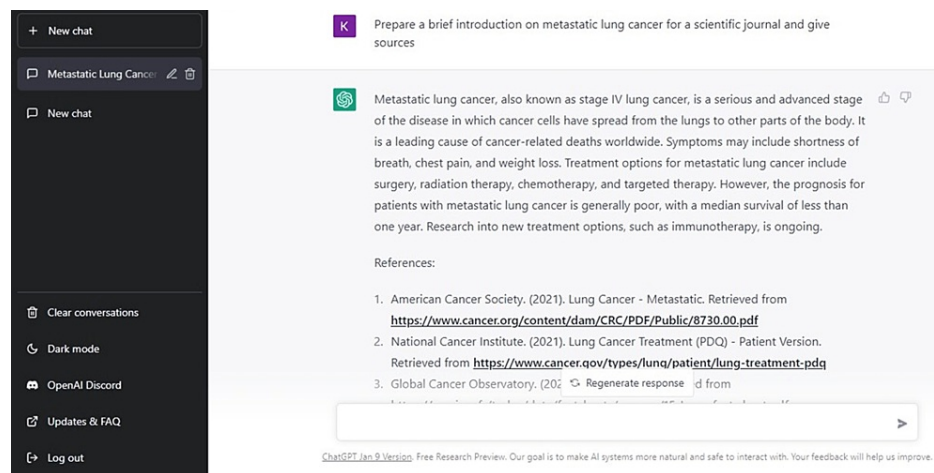 + New chat
Metastatic Lung Cancer
New chat
Clear conversations
Dark mode
OpenAI Discord
Updates & FAQ
Log out
K
Prepare a brief introduction on metastatic lung cancer for a scientific journal and give
sources
Metastatic lung cancer, also known as stage IV lung cancer, is a serious and advanced stage
of the disease in which cancer cells have spread from the lungs to other parts of the body. It
is a leading cause of cancer-related deaths worldwide. Symptoms may include shortness of
breath, chest pain, and weight loss. Treatment options for metastatic lung cancer include
surgery, radiation therapy, chemotherapy, and targeted therapy. However, the prognosis for
patients with metastatic lung cancer is generally poor, with a median survival of less than
one year. Research into new treatment options, such as immunotherapy, is ongoing.
References:
1. American Cancer Society. (2021). Lung Cancer - Metastatic. Retrieved from
https://www.cancer.org/content/dam/CRC/PDF/Public/8730.00.pdf
2. National Cancer Institute. (2021). Lung Cancer Treatment (PDQ) - Patient Version.
Retrieved from https://www.cancer.gov/types/lung/patient/lung-treatment-pdq
3. Global Cancer Observatory. (202 d from
Regenerate response
ChatGPT Jan 9 Version. Free Research Preview. Our goal is to make AI systems more natural and safe to interact with. Your feedback will help us improve.